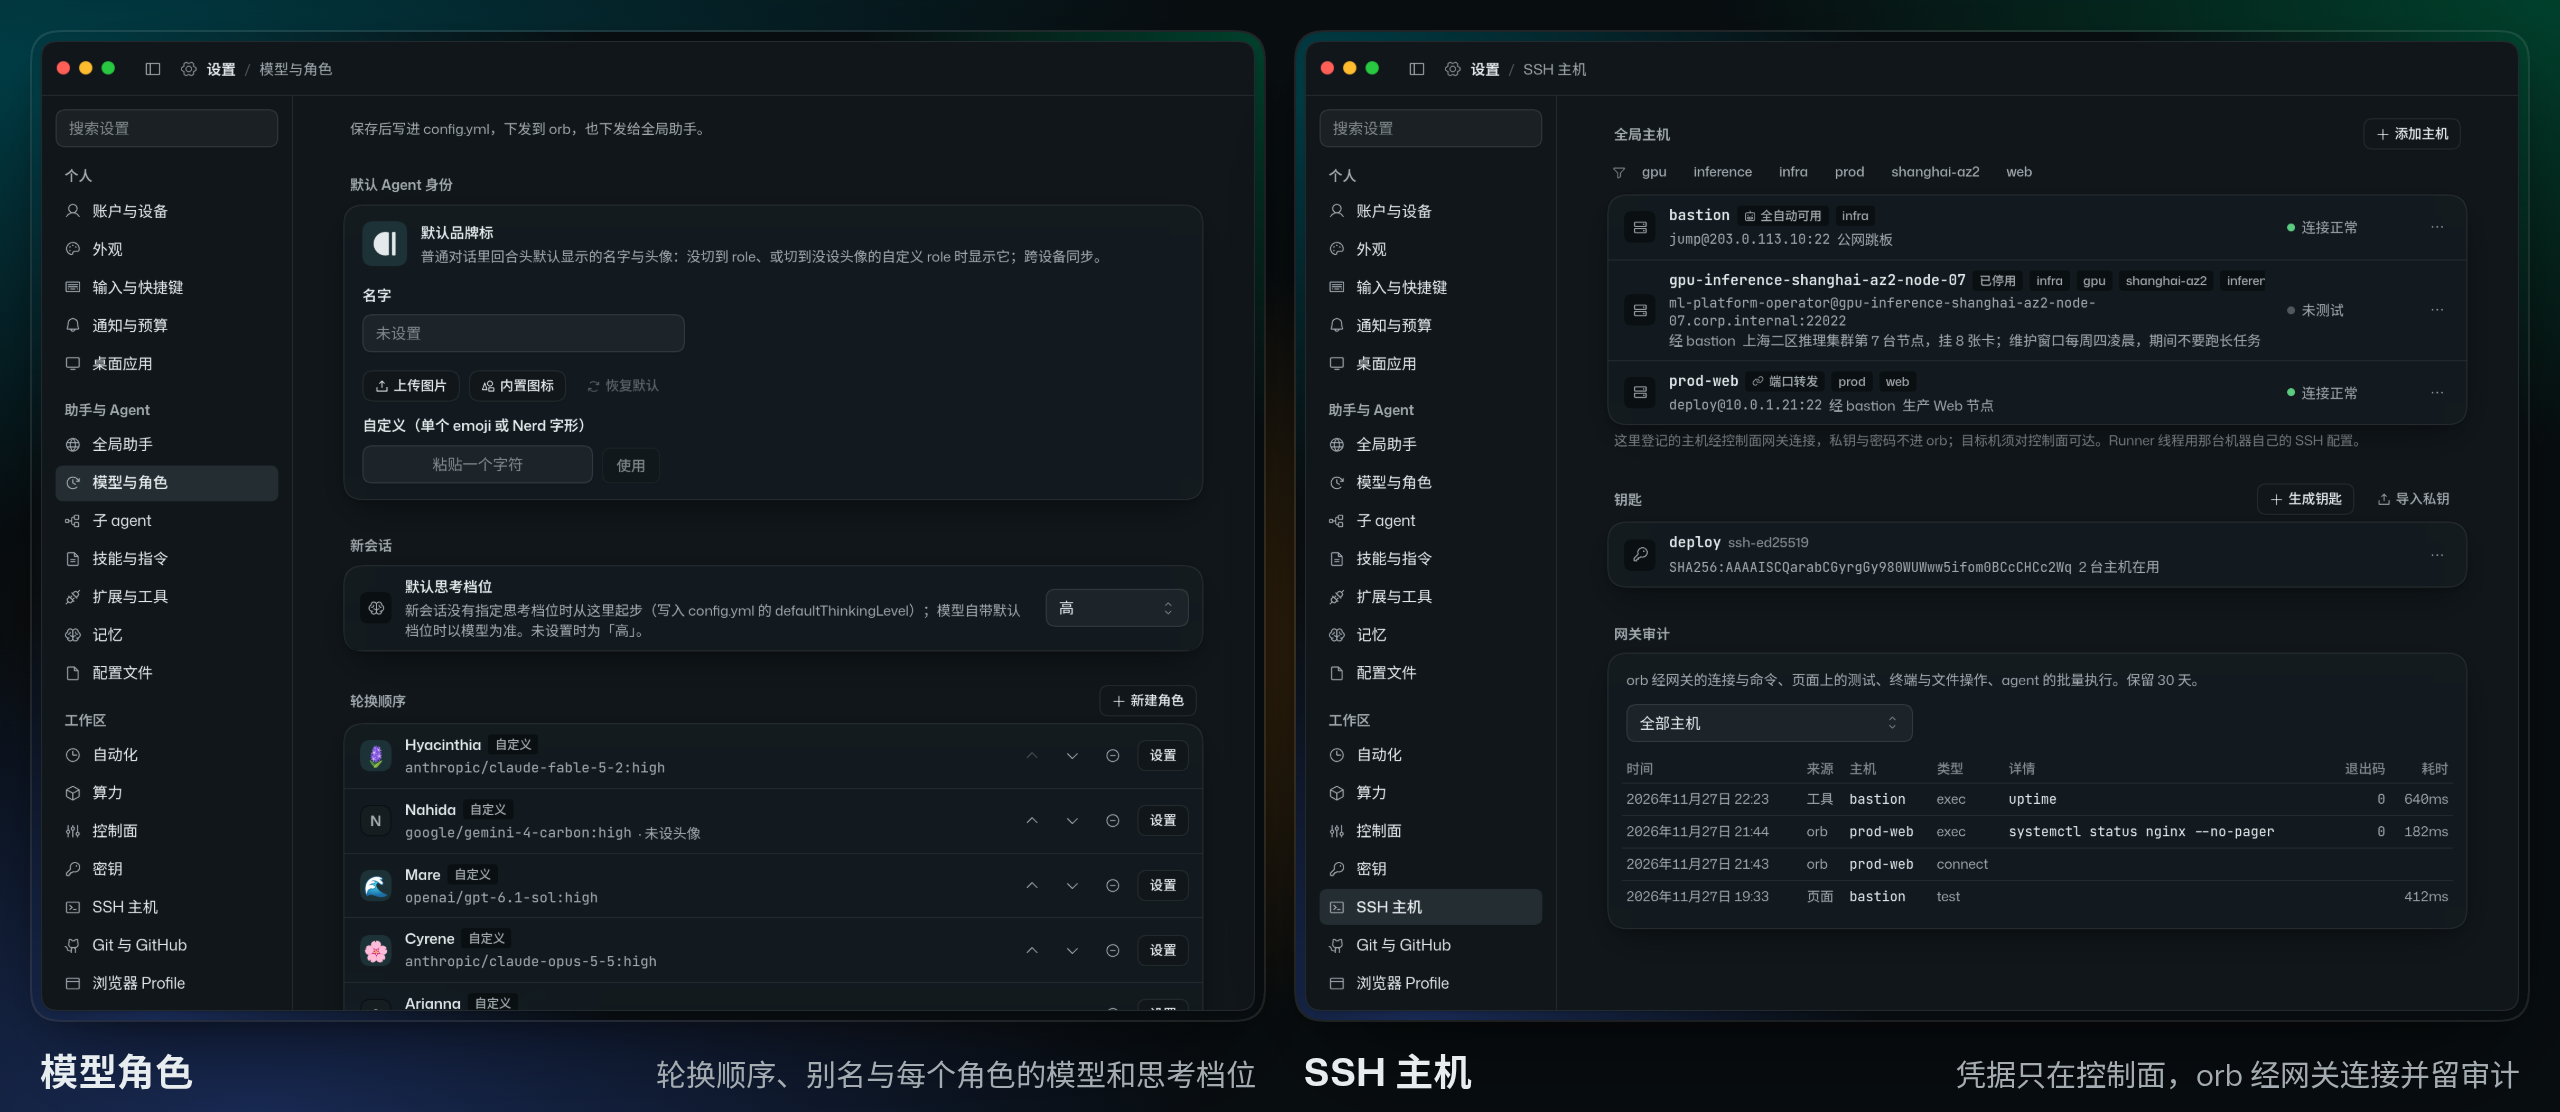 设置 / 模型与角色
搜索设置
个人
账户与设备
外观
输入与快捷键
通知与预算
桌面应用
助手与 Agent
全局助手
模型与角色
子 agent
技能与指令
扩展与工具
记忆
配置文件
工作区
自动化
算力
控制面
密钥
SSH 主机
Git 与 GitHub
浏览器 Profile
保存后写进 config.yml，下发到 orb，也下发给全局助手。
默认 Agent 身份
默认品牌标
普通对话里回合头默认显示的名字与头像：没切到 role、或切到没设头像的自定义 role 时显示它；跨设备同步。
名字
未设置
上传图片 内置图标 恢复默认
自定义（单个 emoji 或 Nerd 字形）
粘贴一个字符 使用
新会话
默认思考档位
新会话没有指定思考档位时从这里起步（写入 config.yml 的 defaultThinkingLevel）；模型自带默认
档位时以模型为准。未设置时为「高」。
高
轮换顺序 新建角色
Hyacinthia 自定义
anthropic/claude-fable-5-2:high
设置
N
Nahida 自定义
google/gemini-4-carbon:high · 未设头像
设置
Mare 自定义
openai/gpt-6.1-sol:high
设置
Cyrene 自定义
anthropic/claude-opus-5-5:high
设置
Arianna 自定义
设置
模型角色
轮换顺序、别名与每个角色的模型和思考档位
设置 / SSH 主机
搜索设置
个人
账户与设备
外观
输入与快捷键
通知与预算
桌面应用
助手与 Agent
全局助手
模型与角色
子 agent
技能与指令
扩展与工具
记忆
配置文件
工作区
自动化
算力
控制面
密钥
SSH 主机
Git 与 GitHub
浏览器 Profile
全局主机 添加主机
gpu inference infra prod shanghai-az2 web
bastion 全自动可用 infra
jump@203.0.113.10:22 公网跳板
连接正常
gpu-inference-shanghai-az2-node-07 已停用 infra gpu shanghai-az2 inferen
ml-platform-operator@gpu-inference-shanghai-az2-node-
07.corp.internal:22022
经 bastion 上海二区推理集群第 7 台节点，挂 8 张卡；维护窗口每周四凌晨，期间不要跑长任务
未测试
prod-web 端口转发 prod web
deploy@10.0.1.21:22 经 bastion 生产 Web 节点
连接正常
这里登记的主机经控制面网关连接，私钥与密码不进 orb；目标机须对控制面可达。Runner 线程用那台机器自己的 SSH 配置。
钥匙 生成钥匙 导入私钥
deploy ssh-ed25519
SHA256:AAAAISCQarabCGyrgGy980WUWww5ifom0BCcCHCc2Wq 2 台主机在用
网关审计
orb 经网关的连接与命令、页面上的测试、终端与文件操作、agent 的批量执行。保留 30 天。
全部主机
时间 来源 主机 类型 详情 退出码 耗时
2026年11月27日 22:23 工具 bastion exec uptime 0 640ms
2026年11月27日 21:44 orb prod-web exec systemctl status nginx --no-pager 0 182ms
2026年11月27日 21:43 orb prod-web connect
2026年11月27日 19:33 页面 bastion test 412ms
SSH 主机
凭据只在控制面，orb 经网关连接并留审计